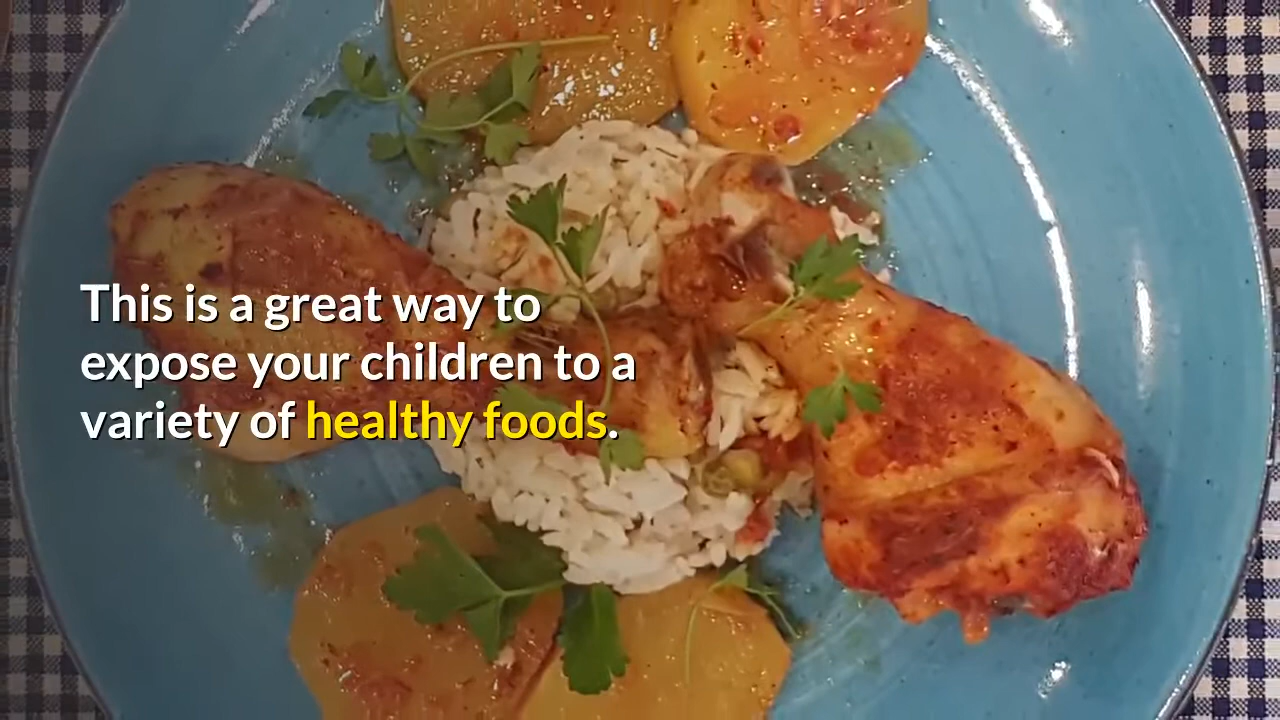 This is a great way to
expose your children to a
variety of healthy foods.